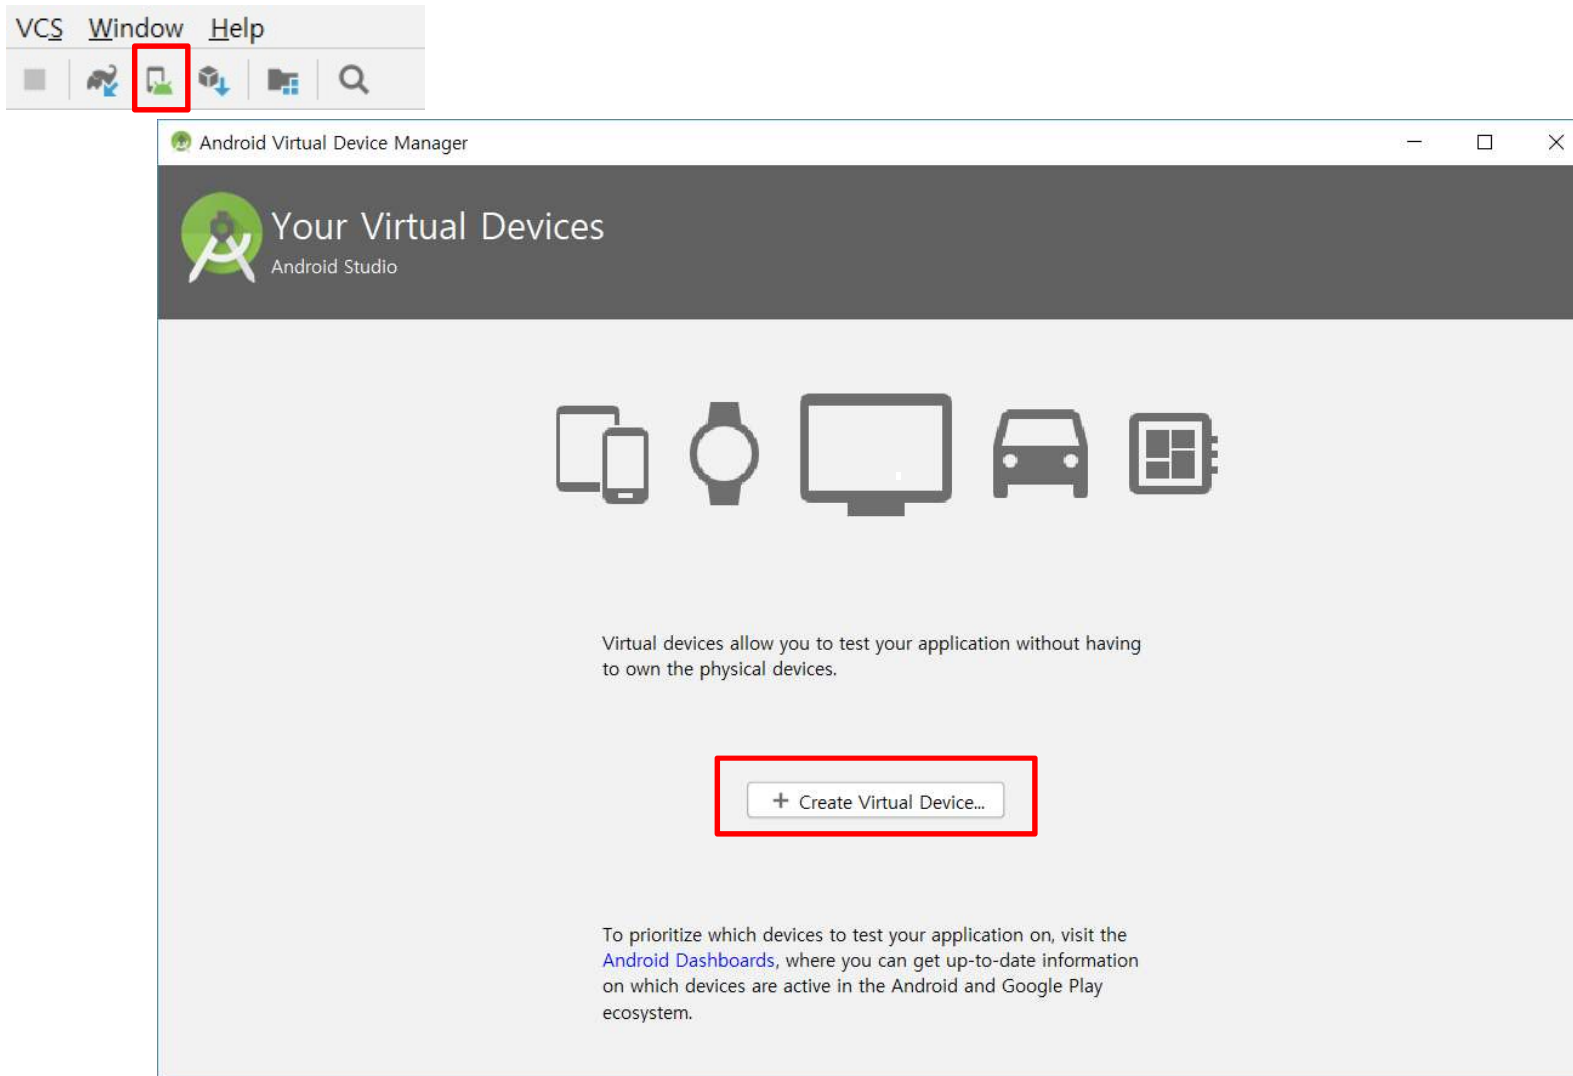 VCS Window Help
Android Virtual Device Manager
Your Virtual Devices
Android Studio
Virtual devices allow you to test your application without having
to own the physical devices.
+ Create Virtual Device...
To prioritize which devices to test your application on, visit the
Android Dashboards, where you can get up-to-date information
on which devices are active in the Android and Google Play
ecosystem.